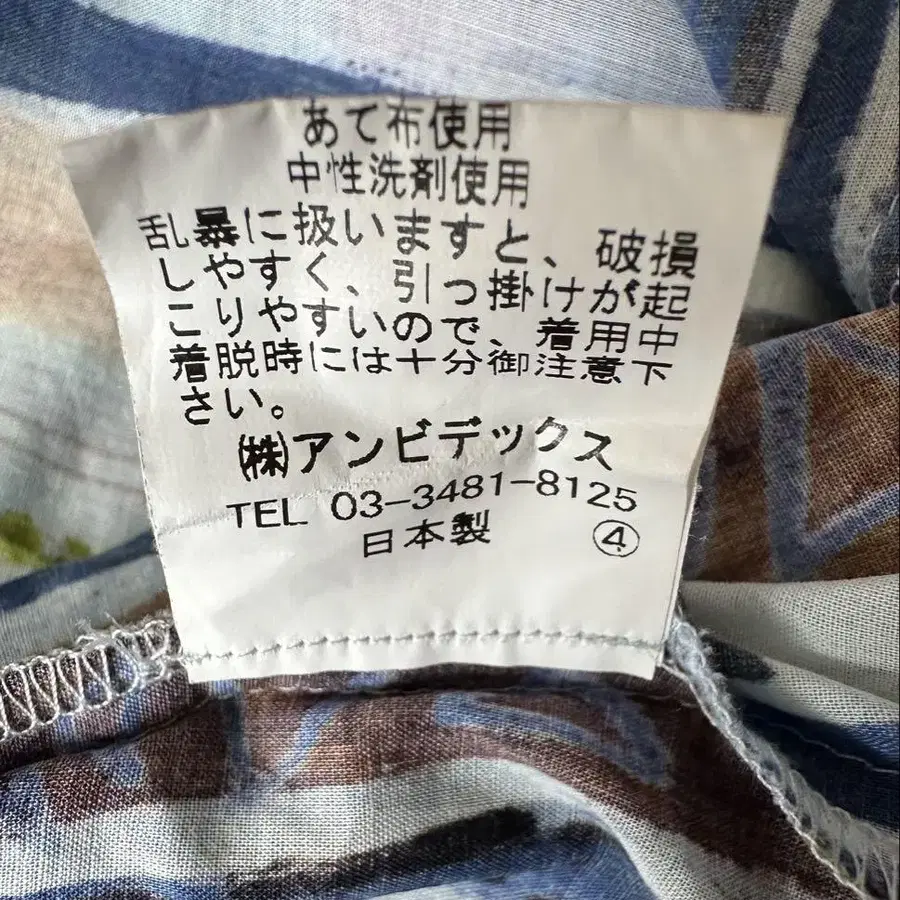 あて布使用
中性洗剤使用
乱暴に扱いますと、破損
しやすく、引っ掛けが起
こりやすいので、着用中
着脱時には十分御注意下
さい。
㈱アンビデックス
TEL 03-3481-8125
日本製 ④